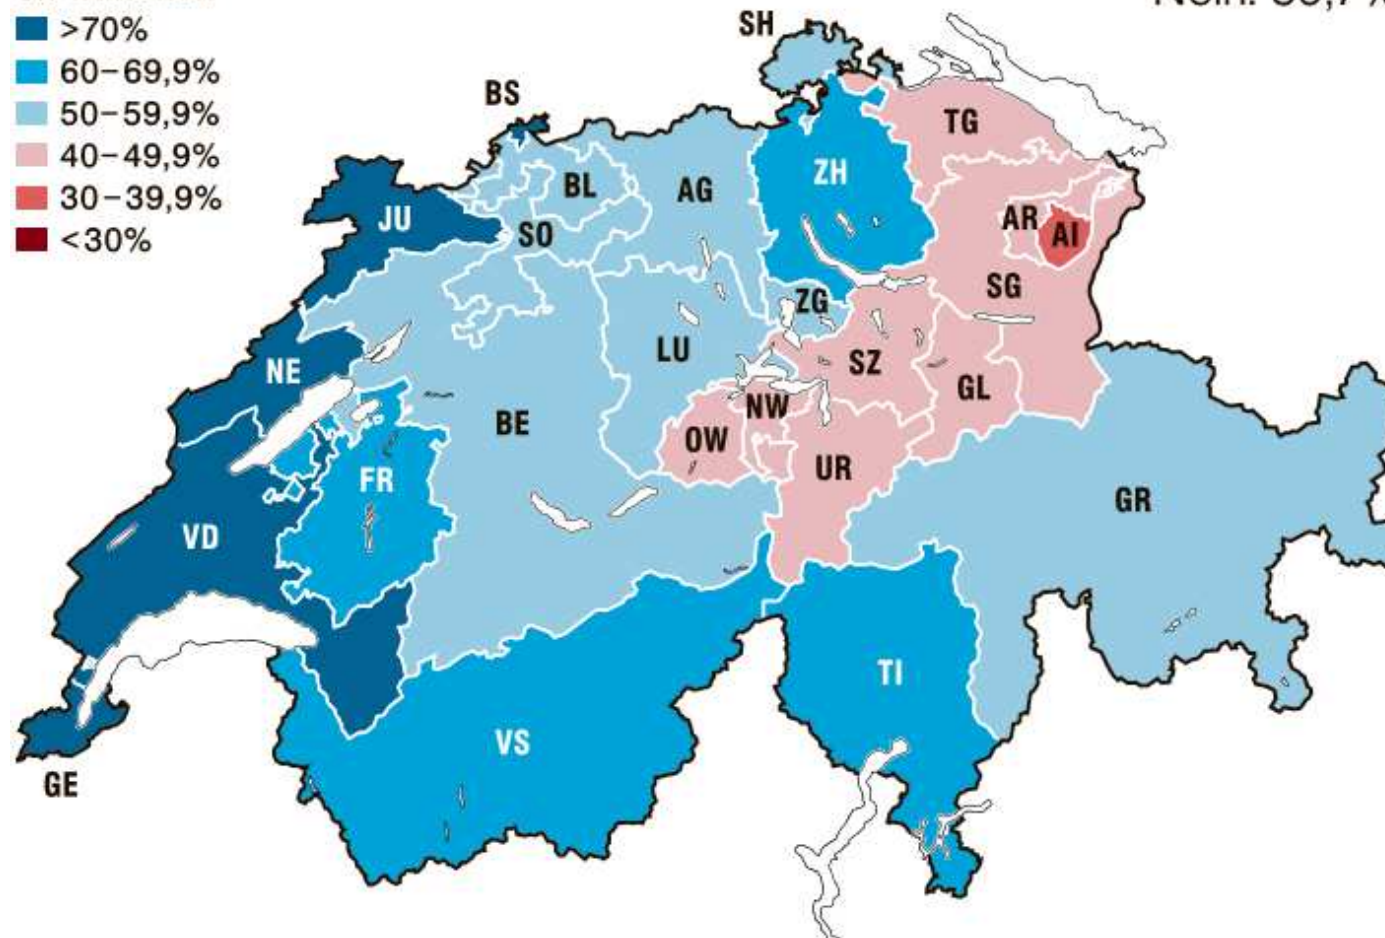 Nein:
>70%
60–69,9%
50–59,9%
40–49,9%
30–39,9%
<30%
SH
BS
TG
ZH
BL
AG
JU
AR
AI
SO
SG
ZG
LU
SZ
NE
GL
NW
BE
OW
UR
FR
GR
VD
TI
VS
GE